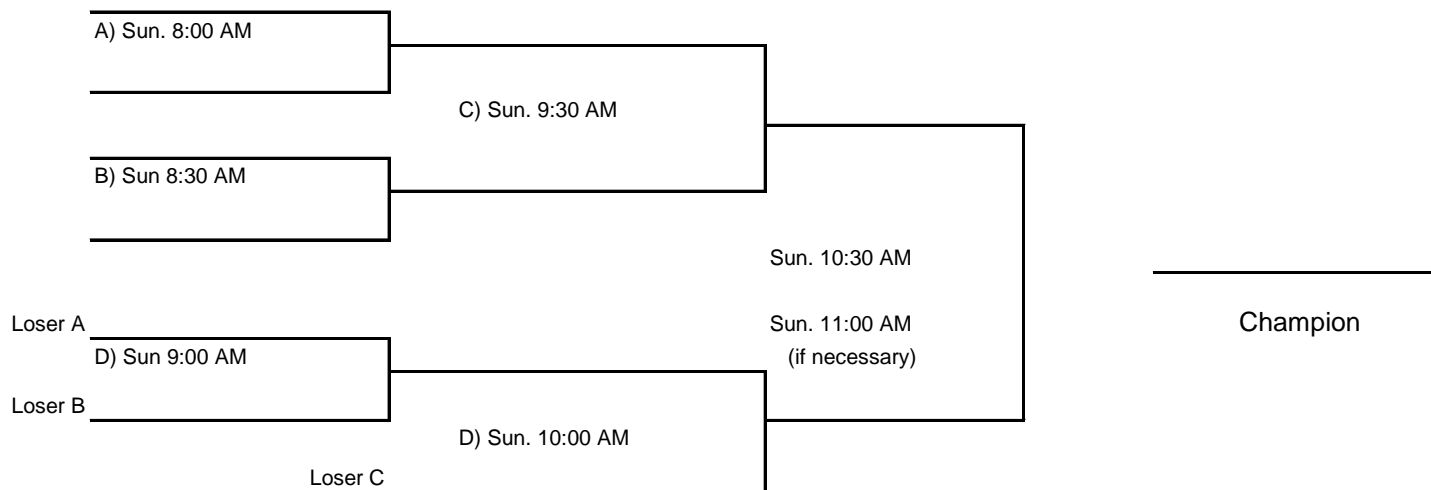 A) Sun. 8:00 AM
C) Sun. 9:30 AM
B) Sun 8:30 AM
Sun. 10:30 AM
Loser A
Sun. 11:00 AM
Champion
D) Sun 9:00 AM
(if necessary)
Loser B
D) Sun. 10:00 AM
Loser C